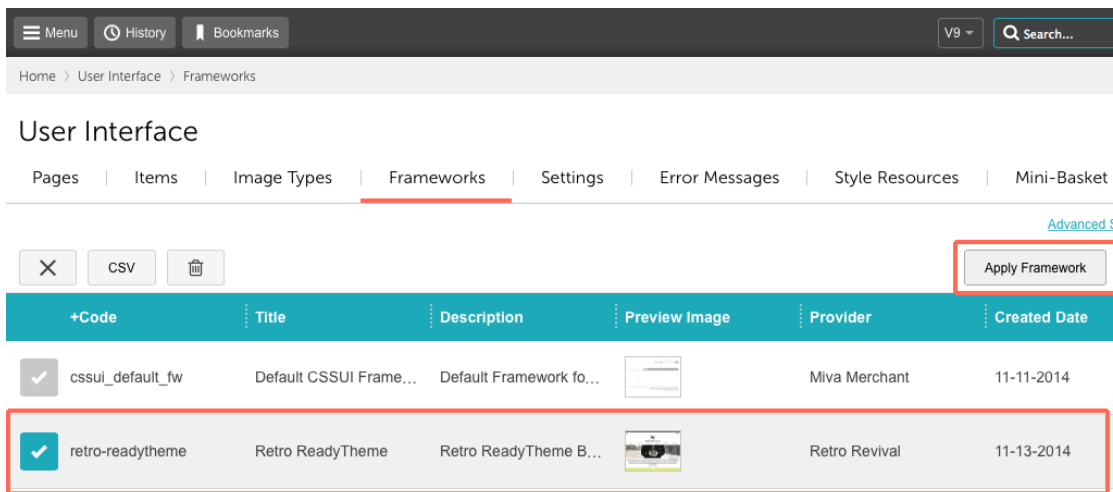 Menu History Bookmarks V9 Search...
Home > User Interface > Frameworks
User Interface
Pages Items Image Types Frameworks Settings Error Messages Style Resources Mini-Basket
Advanced S
CSV Apply Framework
+Code Title Description Preview Image Provider Created Date
cssui_default_fw Default CSSUI Frame... Default Framework fo... Miva Merchant 11-11-2014
retro-readytheme Retro ReadyTheme Retro ReadyTheme B... Retro Revival 11-13-2014